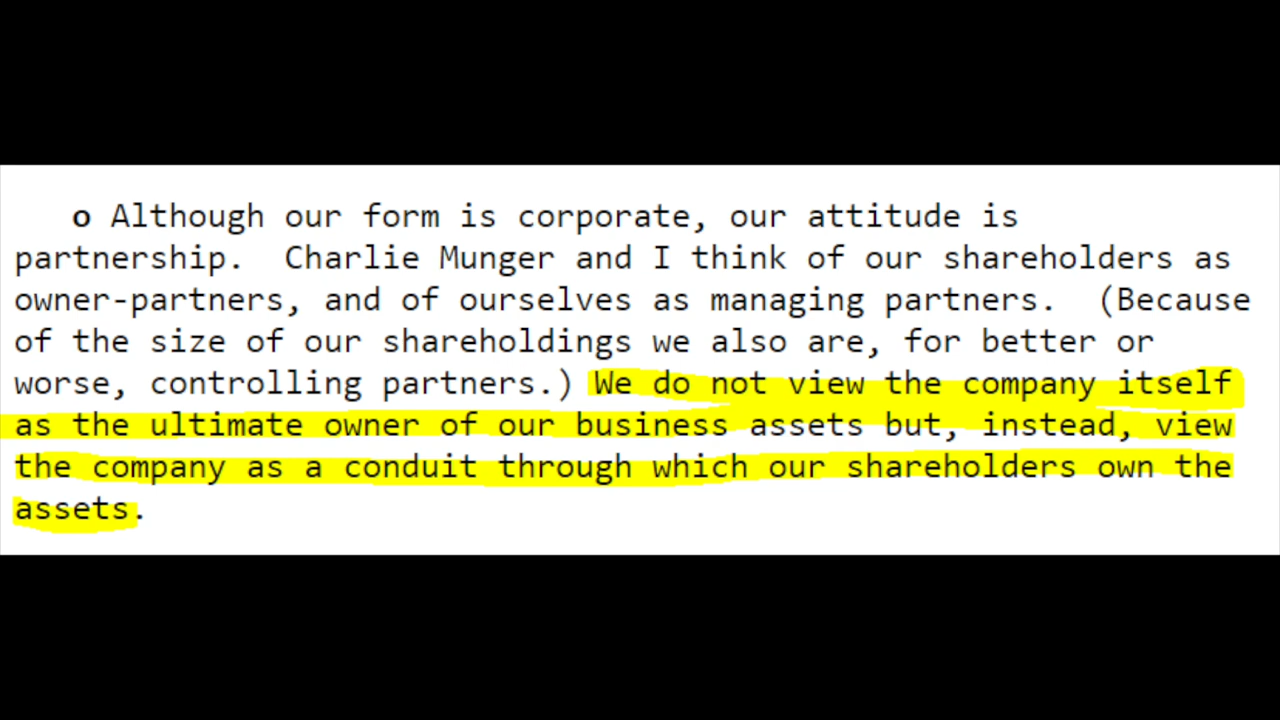 o Although our form is corporate, our attitude is
partnership.  Charlie Munger and I think of our shareholders as
owner-partners, and of ourselves as managing partners.  (Because
of the size of our shareholdings we also are, for better or
worse, controlling partners.) We do not view the company itself
as the ultimate owner of our business assets but, instead, view
the company as a conduit through which our shareholders own the
assets.